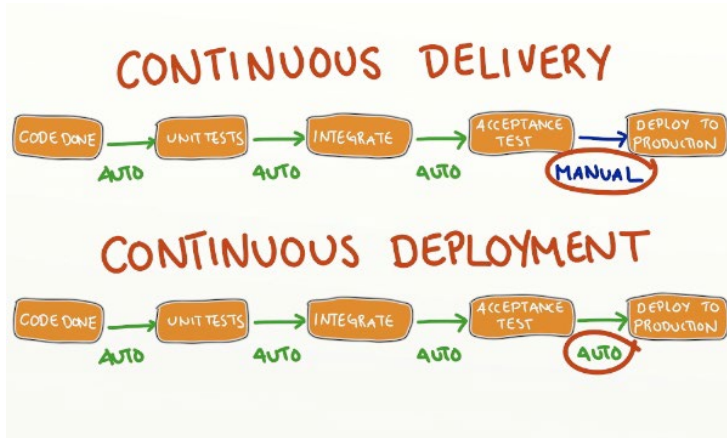 CONTINUOUS DELIVERY
CODE DONE
UNIT TESTS
INTEGRATE
ACCEPTANCE
TEST
DEPLOY TO
PRODUCTION
AUTO
AUTO
AUTO
MANUAL
CONTINUOUS DEPLOYMENT
CODE DONE
UNIT TESTS
INTEGRATE
ACCEPTANCE
TEST
DEPLOY TO
PRODUCTION
AUTO
AUTO
AUTO
AUTO